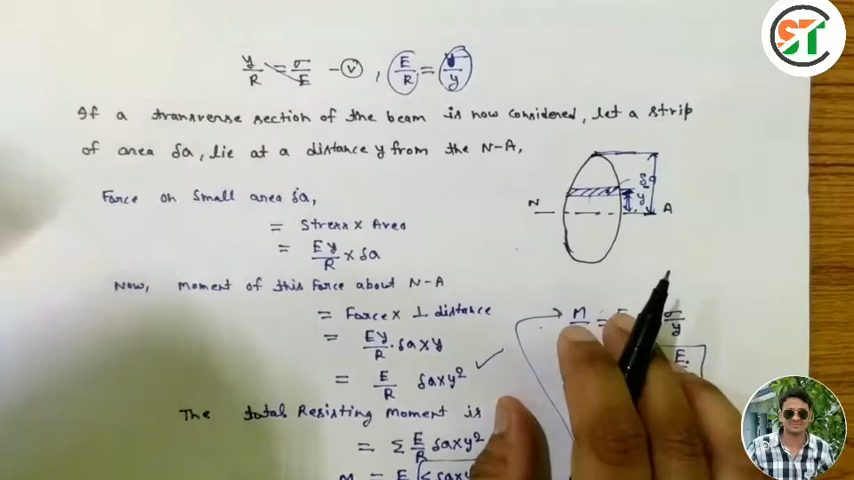 y/R = σ/E - (v), E/R = σ/y
If a transverse section of the beam is now considered, let a strip
of area δa, lie at a distance y from the N-A,
Force on Small area δa,
= Stress × Area
= Ey/R × δa
Now, Moment of this Force about N-A
= Force × ⊥ distance
= Ey/R · δa × y
= E/R δa × y²
The total Resisting Moment is
= Σ E/R δa × y²
M = E
N
A
δa
y
M =
σ/y
E
ST